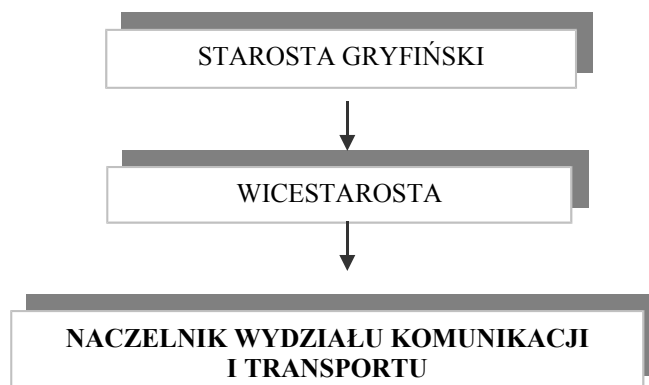 STAROSTA GRYFIŃSKI
WICESTAROSTA
NACZELNIK WYDZIAŁU KOMUNIKACJI
I TRANSPORTU